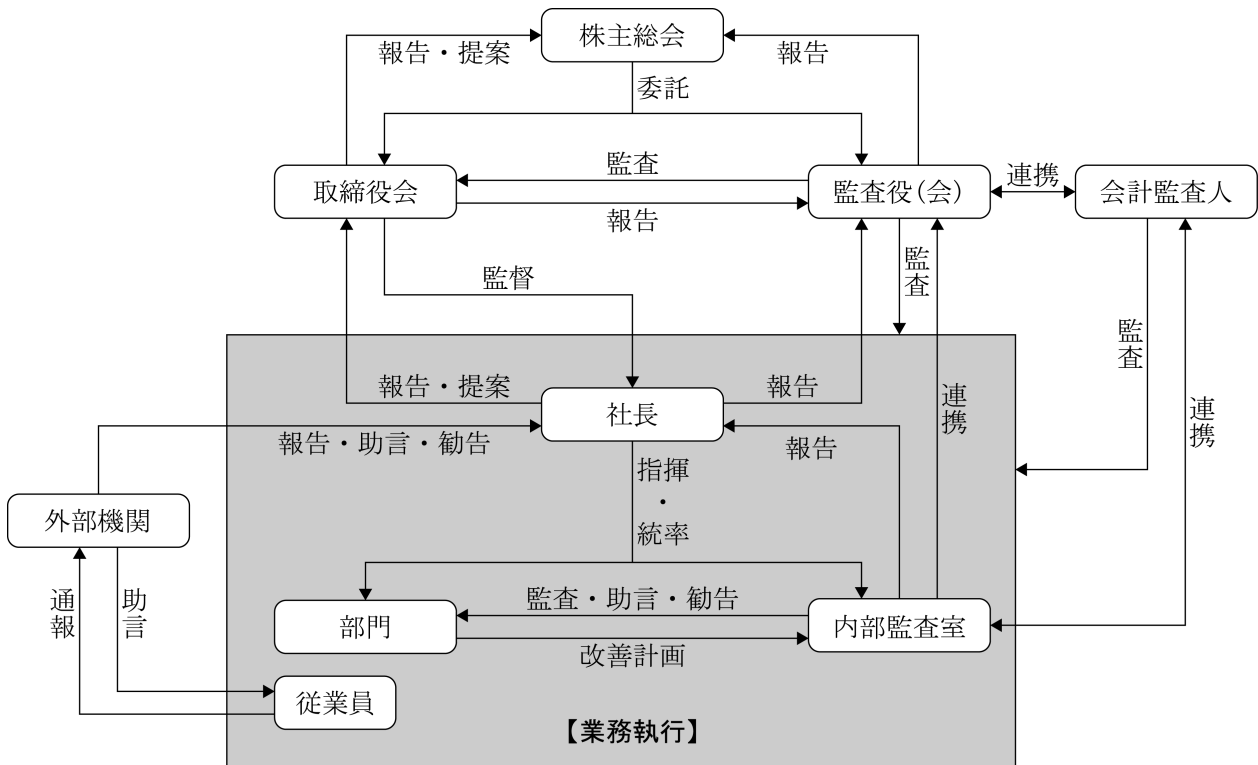 株主総会
報告・提案
報告
委託
監査
取締役会
監査役(会)
連携
会計監査人
報告
監督
監査
監査
報告・提案
社長
報告
連携
連携
報告・助言・勧告
報告
指揮
・
統率
外部機関
通報
助言
監査・助言・勧告
部門
内部監査室
改善計画
従業員
【業務執行】